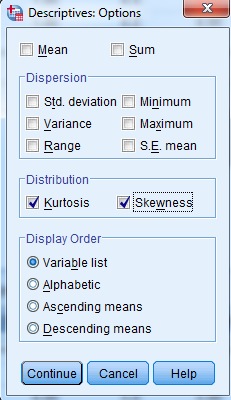 Descriptives: Options
Mean Sum
Dispersion
Std. deviation Minimum
Variance Maximum
Range S.E. mean
Distribution
Kurtosis Skewness
Display Order
Variable list
Alphabetic
Ascending means
Descending means
Continue Cancel Help